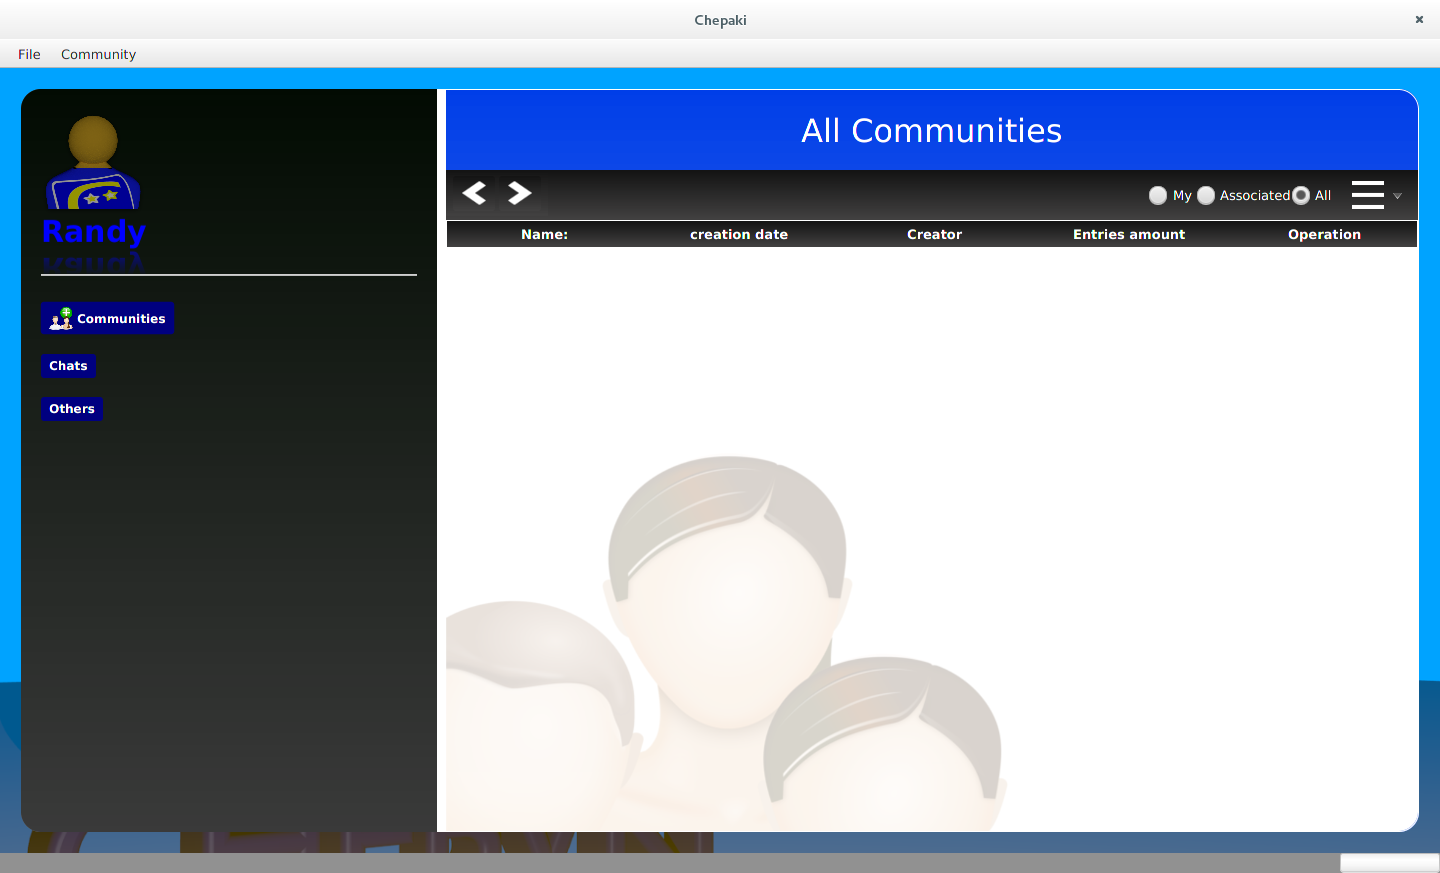 Chepaki
File Community
Randy
Communities
Chats
Others
All Communities
My Associated All
Name: creation date Creator Entries amount Operation